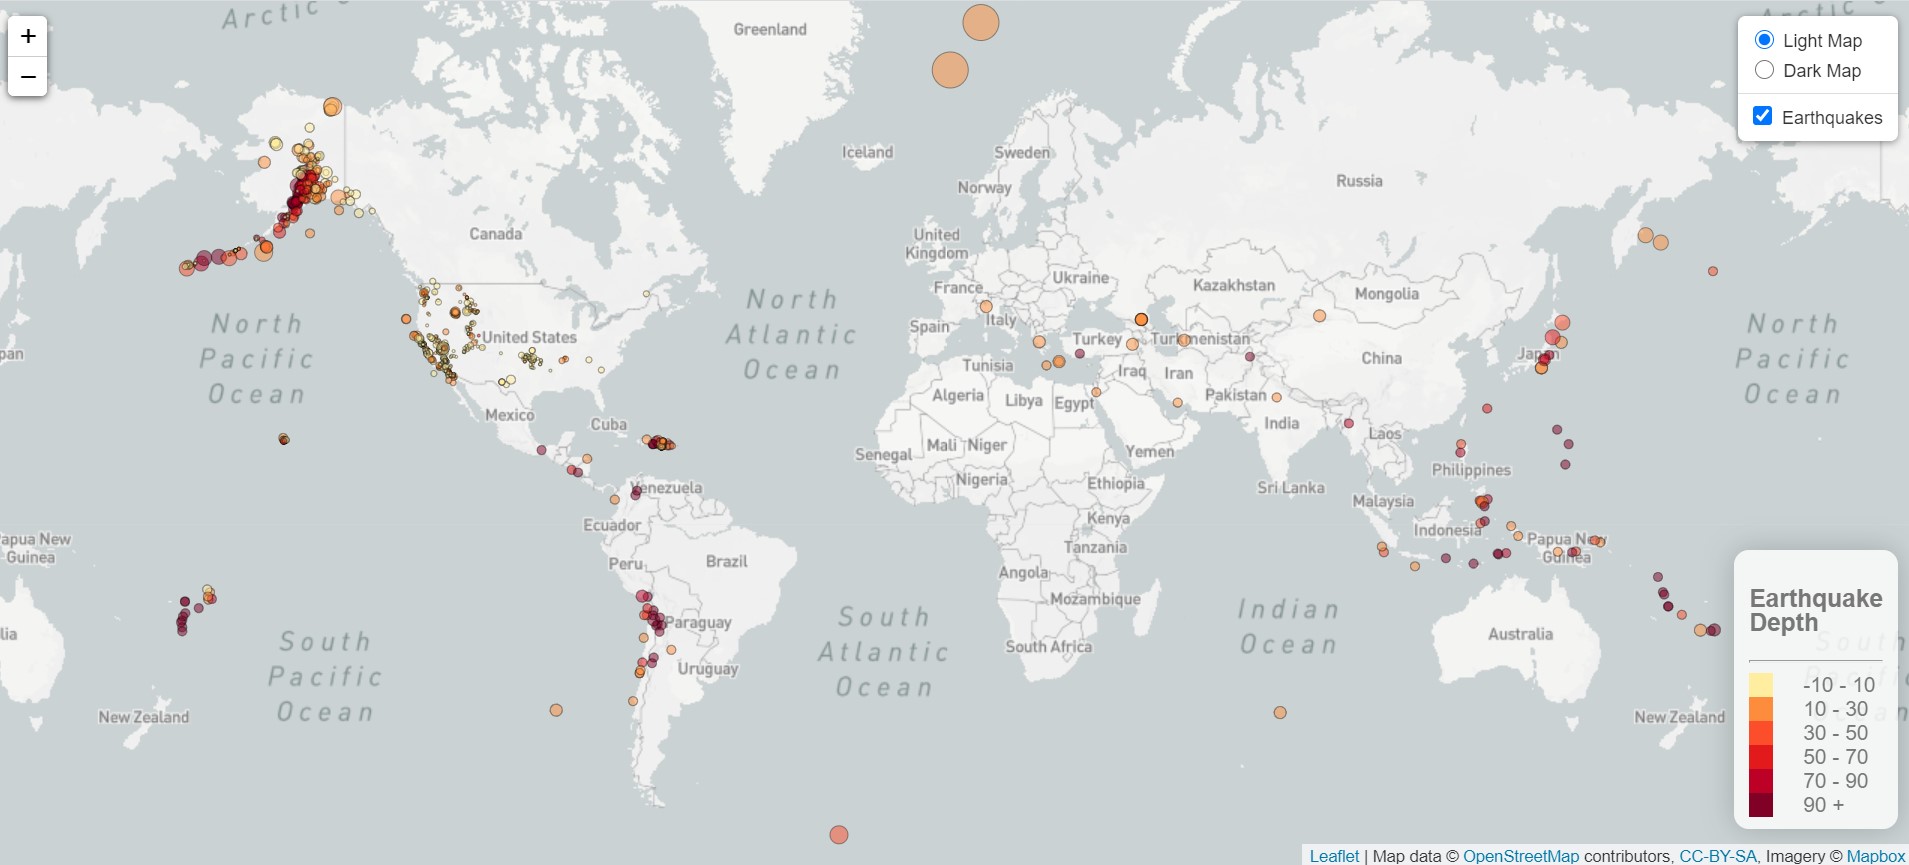 +
−
Arctic
Greenland
Arctic
Light Map
Dark Map
Earthquakes
Iceland
Sweden
Norway
Russia
Canada
United
Kingdom
Ukraine
France
Kazakhstan
Mongolia
North
Atlantic
Ocean
North
Pacific
Ocean
North
Pacific
Ocean
United States
Spain
Italy
Turkey
Turkmenistan
pan
Japan
China
Tunisia
Iraq
Iran
Algeria
Libya
Egypt
Pakistan
Mexico
Cuba
India
Laos
Mali
Niger
Senegal
Yemen
Philippines
Nigeria
Ethiopia
Venezuela
Sri Lanka
Malaysia
Ecuador
Kenya
Indonesia
apua New
Guinea
Papua New
Guinea
Tanzania
Peru
Brazil
Angola
Mozambique
Paraguay
South
Atlantic
Ocean
Indian
Ocean
lia
Australia
South
Pacific
Ocean
South Africa
Uruguay
New Zealand
New Zealand
Earthquake
Depth
-10 - 10
10 - 30
30 - 50
50 - 70
70 - 90
90 +
Leaflet | Map data © OpenStreetMap contributors, CC-BY-SA, Imagery © Mapbox